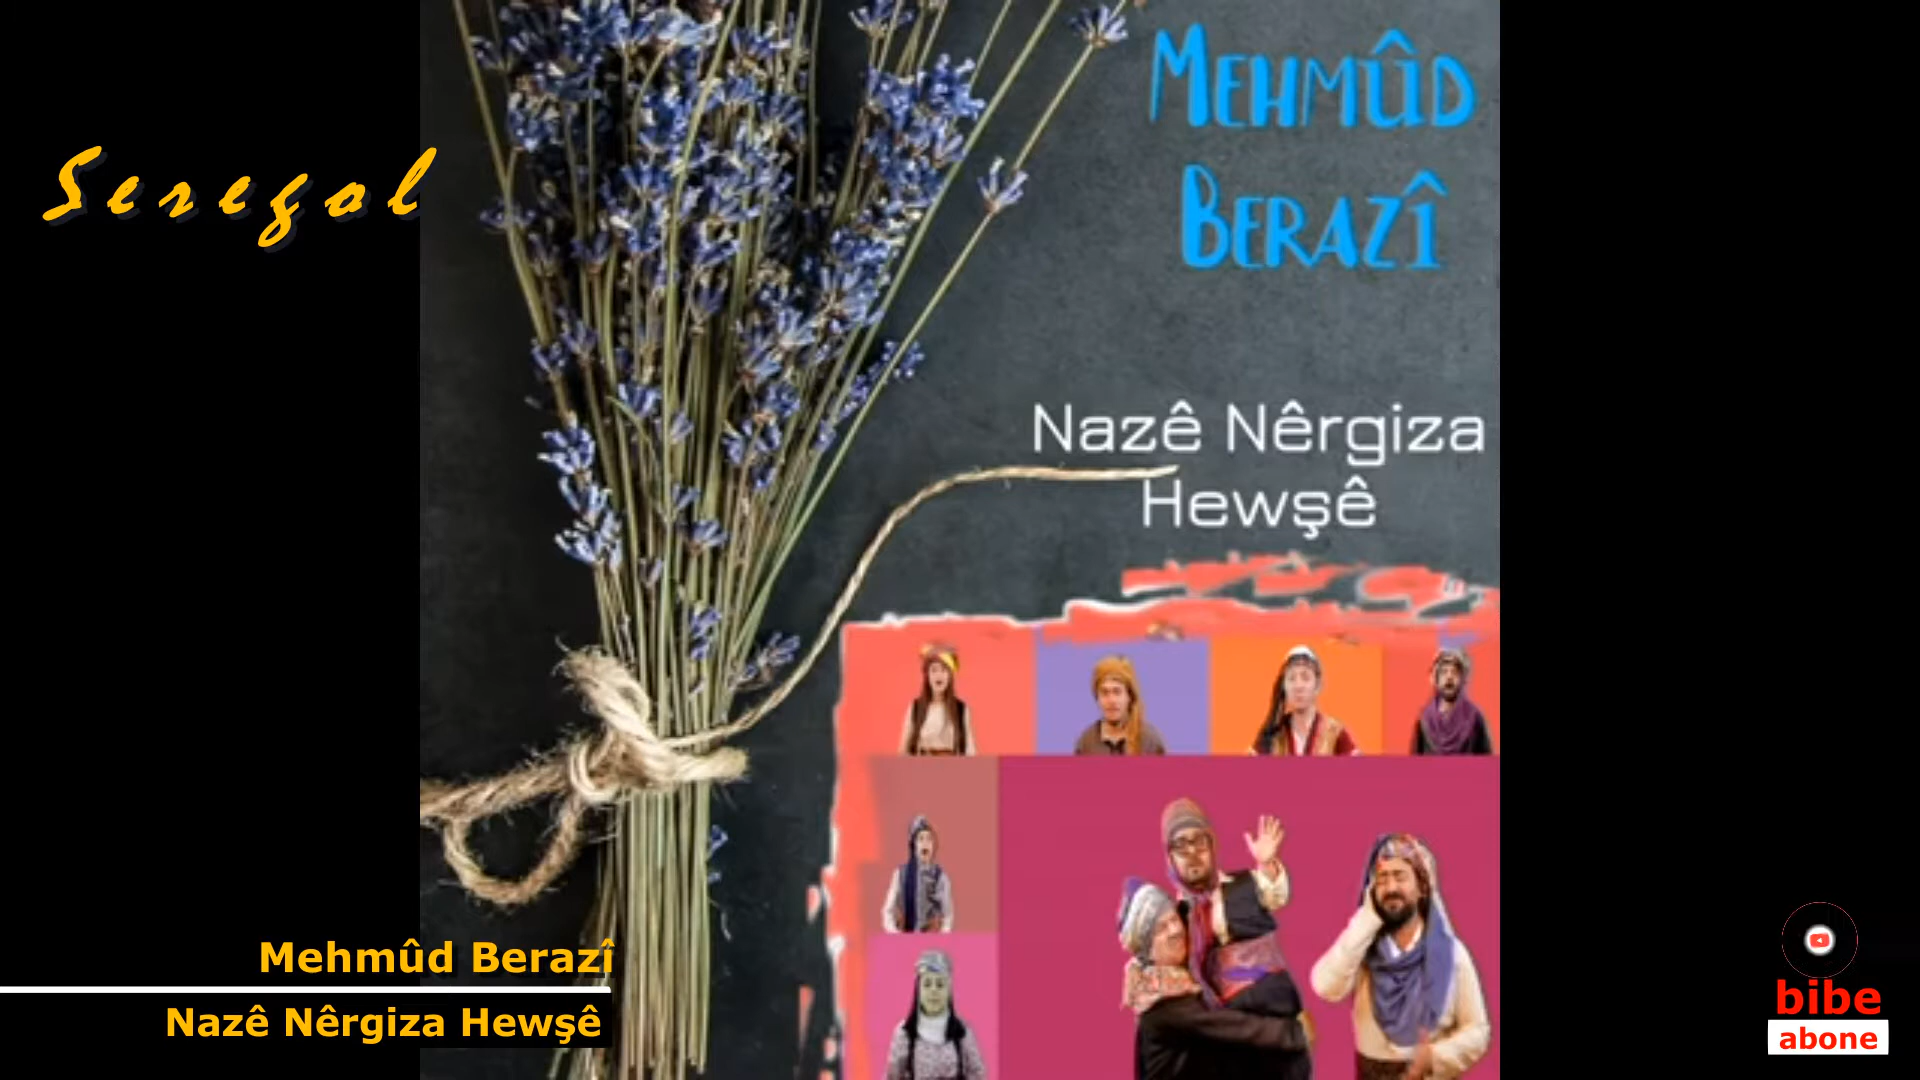 Seregol
MEHMÛD
BERAZÎ
Nazê Nêrgiza
Hewşê
Mehmûd Berazî
Nazê Nêrgiza Hewşê
bibe
abone